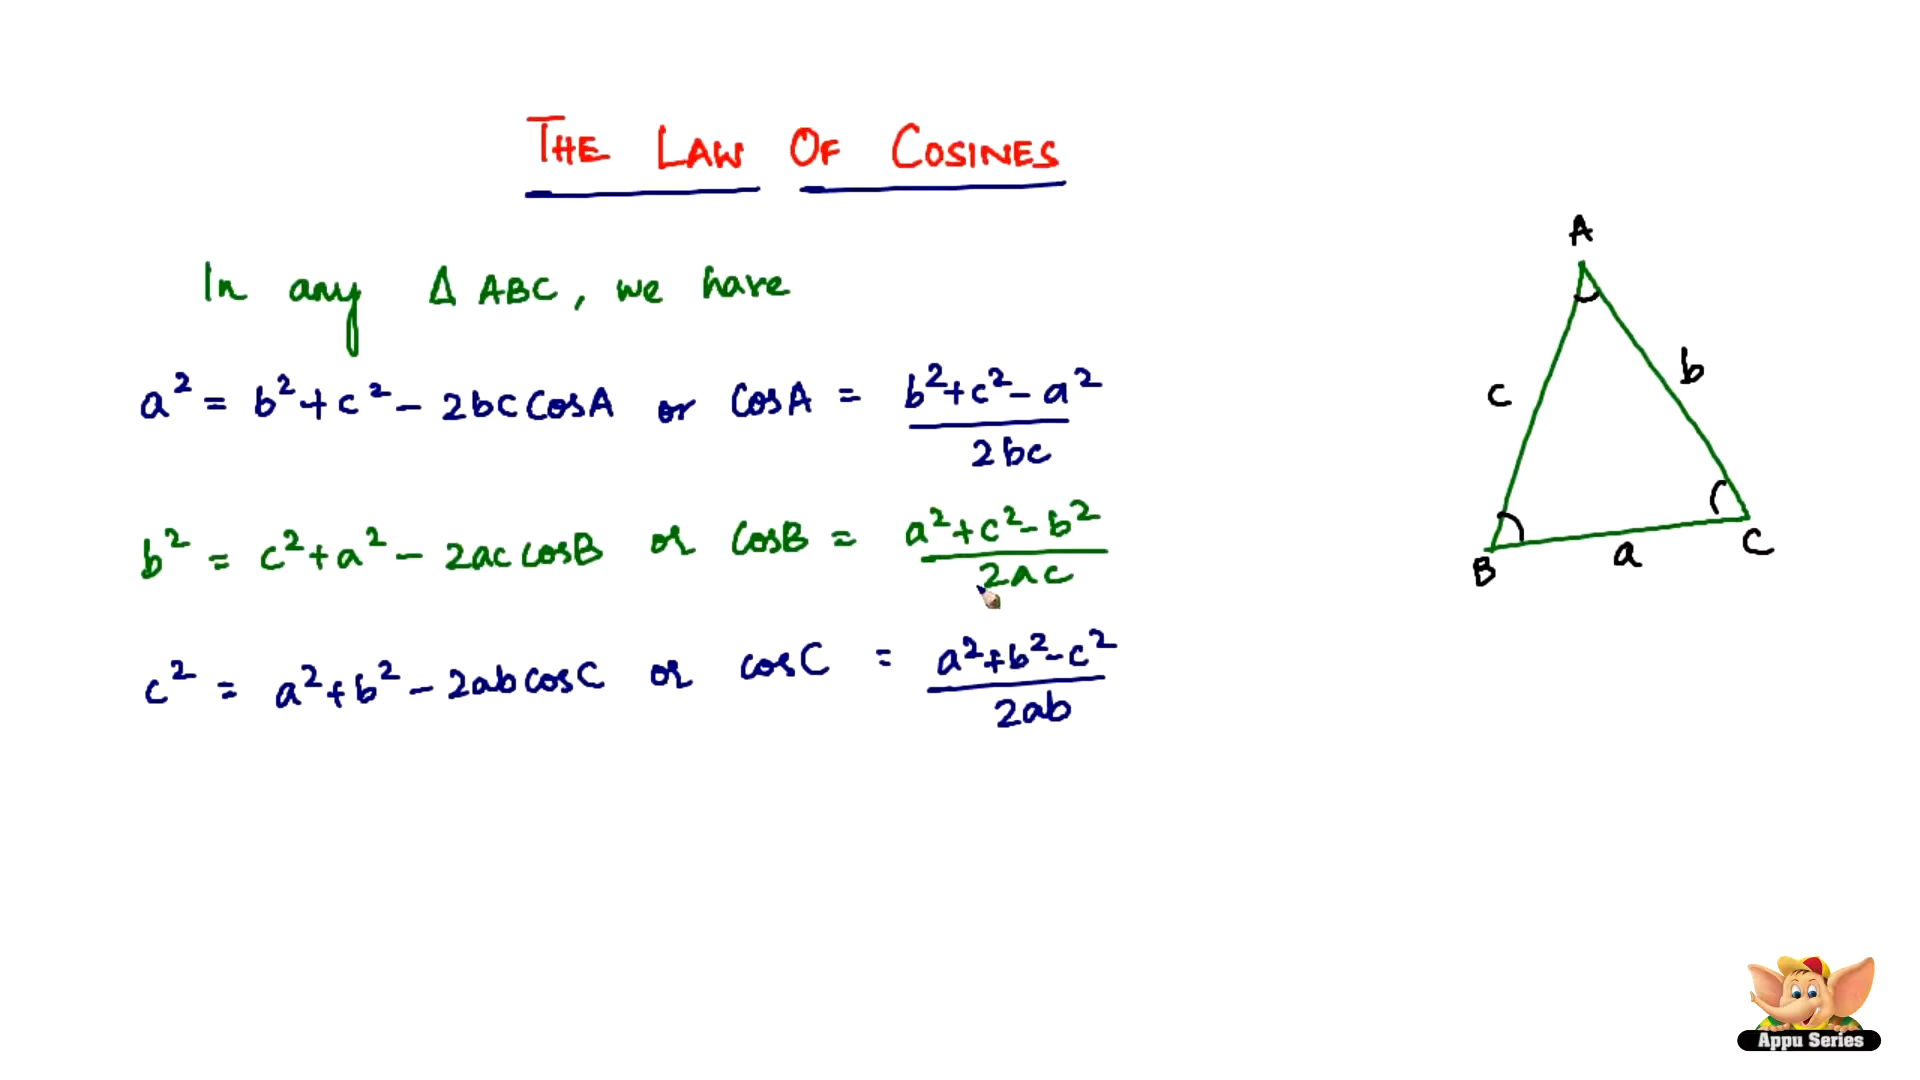 THE LAW OF COSINES
In any Δ ABC, we have
a² = b² + c² - 2bc CosA or CosA = (b² + c² - a²) / 2bc
b² = c² + a² - 2ac cosB or CosB = (a² + c² - b²) / 2ac
c² = a² + b² - 2ab cosC or cosC = (a² + b² - c²) / 2ab
A
c
b
B
a
C
Appu Series